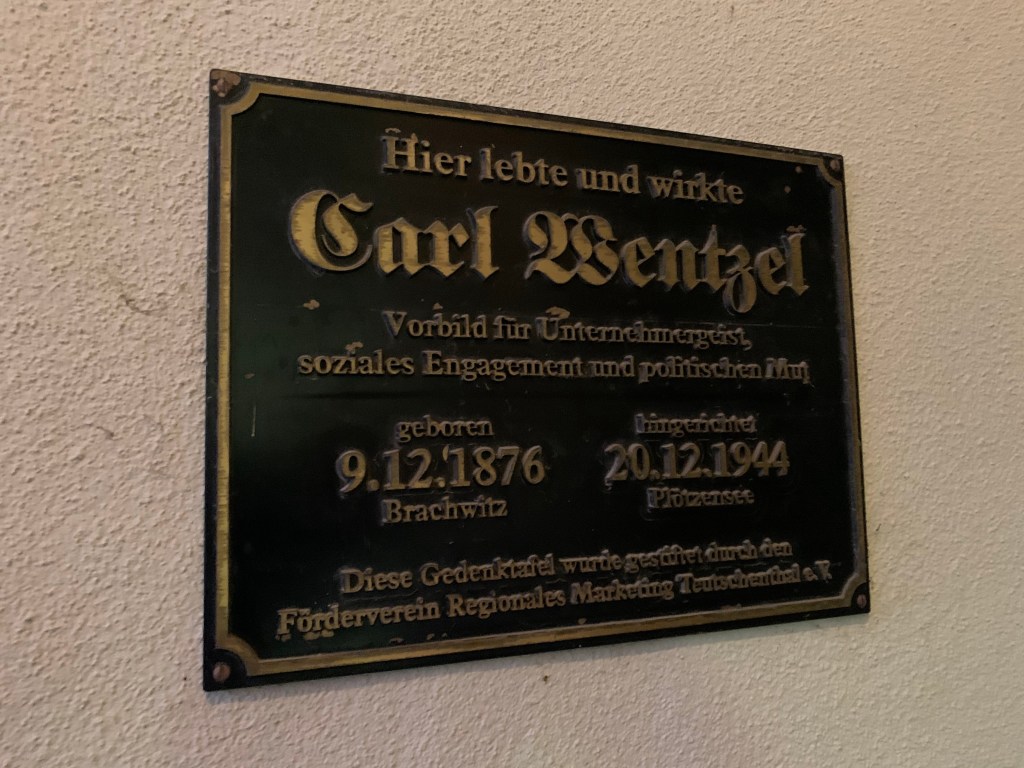 Hier lebte und wirkte
Carl Wentzel
Vorbild für Unternehmergeist,
soziales Engagement und politischen Mut
geboren
hingerichtet
9.12.1876
20.12.1944
Brachwitz
Plötzensee
Diese Gedenktafel wurde gestiftet durch den
Förderverein Regionales Marketing Teutschenthal e.V.